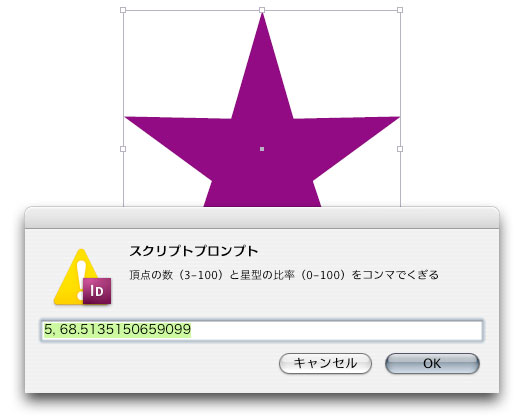 スクリプトプロンプト
頂点の数（3-100）と星型の比率（0-100）をコンマでくぎる
ID
5, 68.5135150659099
キャンセル
OK